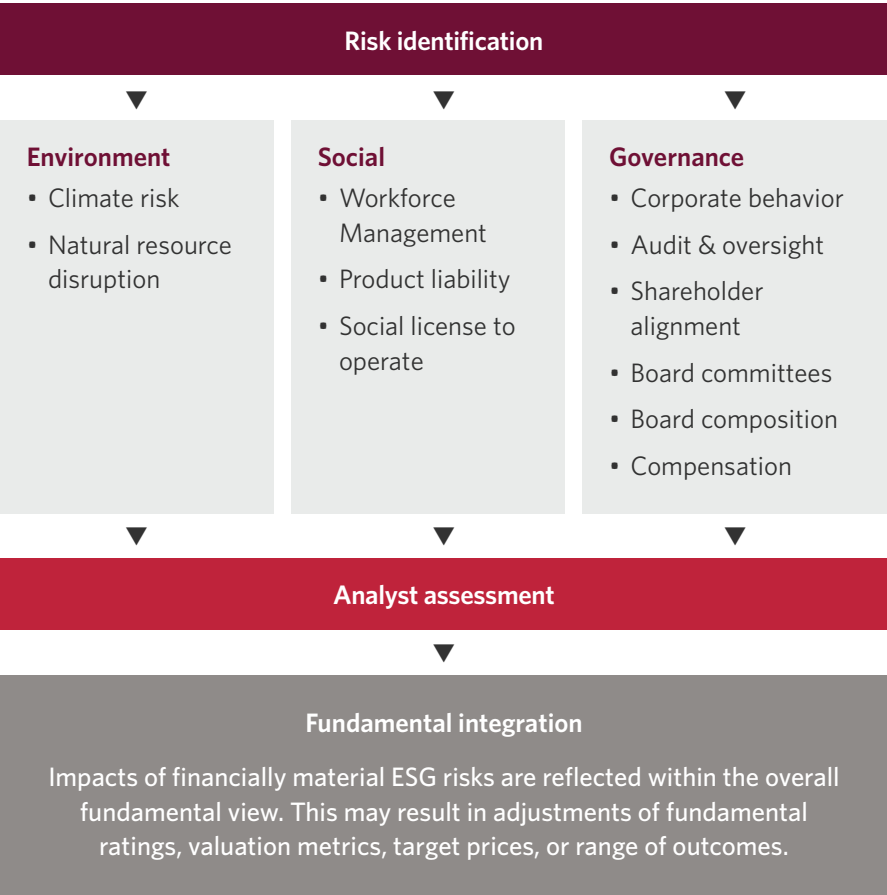 Risk identification
Environment
• Climate risk
• Natural resource
disruption
Social
• Workforce
Management
• Product liability
• Social license to
operate
Governance
• Corporate behavior
• Audit & oversight
• Shareholder
alignment
• Board committees
• Board composition
• Compensation
Analyst assessment
Fundamental integration
Impacts of financially material ESG risks are reflected within the overall
fundamental view. This may result in adjustments of fundamental
ratings, valuation metrics, target prices, or range of outcomes.